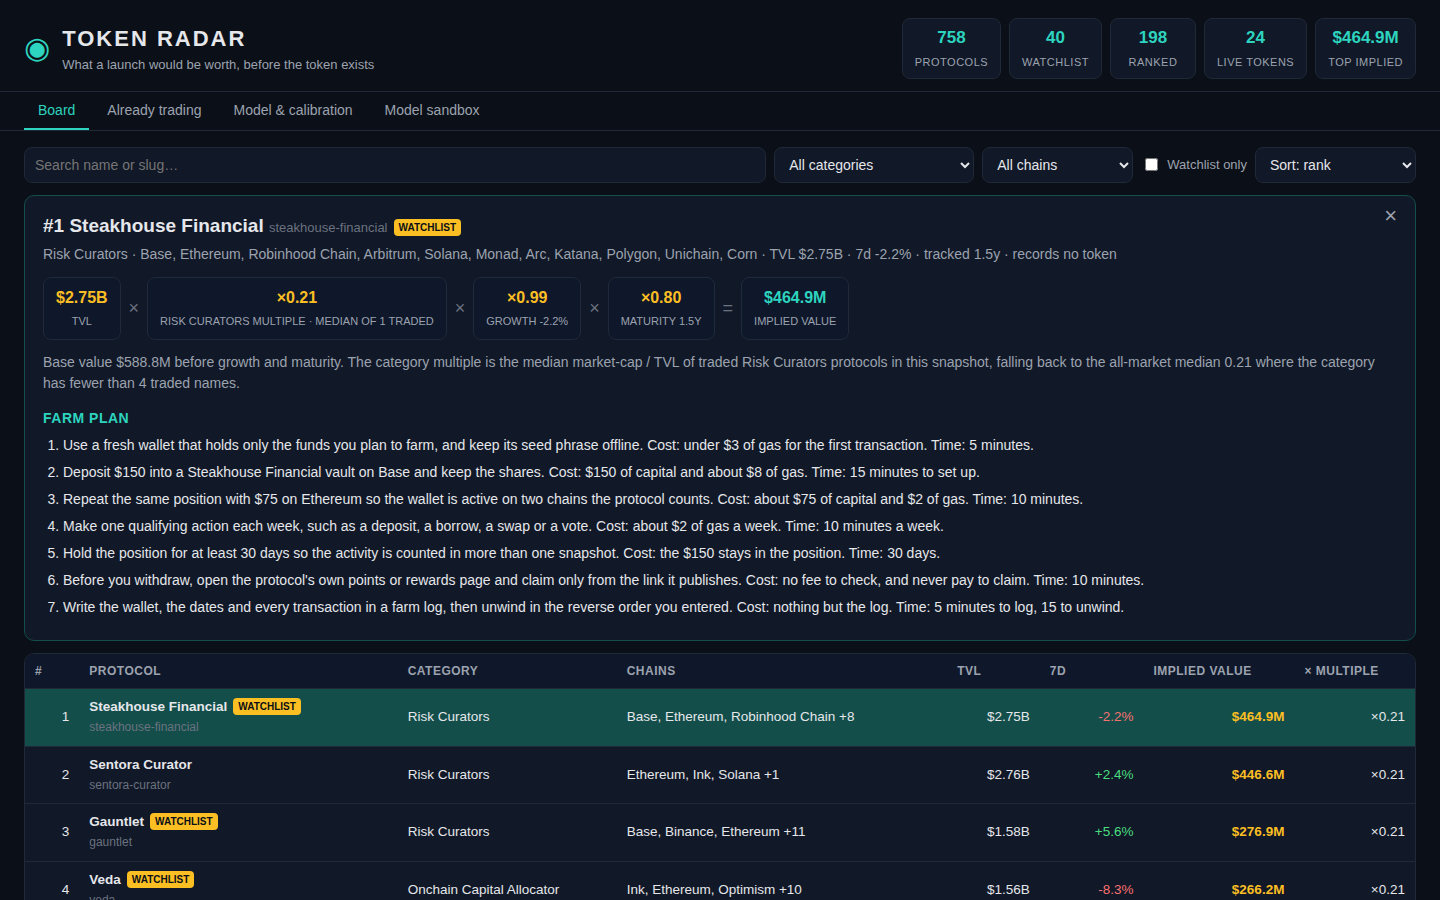 TOKEN RADAR
What a launch would be worth, before the token exists
758
PROTOCOLS
40
WATCHLIST
198
RANKED
24
LIVE TOKENS
$464.9M
TOP IMPLIED
Board
Already trading
Model & calibration
Model sandbox
Search name or slug…
All categories
All chains
Watchlist only
Sort: rank
#1 Steakhouse Financial steakhouse-financial WATCHLIST
×
Risk Curators · Base, Ethereum, Robinhood Chain, Arbitrum, Solana, Monad, Arc, Katana, Polygon, Unichain, Corn · TVL $2.75B · 7d -2.2% · tracked 1.5y · records no token
$2.75B
TVL
×
×0.21
RISK CURATORS MULTIPLE · MEDIAN OF 1 TRADED
×
×0.99
GROWTH -2.2%
×
×0.80
MATURITY 1.5Y
=
$464.9M
IMPLIED VALUE
Base value $588.8M before growth and maturity. The category multiple is the median market-cap / TVL of traded Risk Curators protocols in this snapshot, falling back to the all-market median 0.21 where the category
has fewer than 4 traded names.
FARM PLAN
1. Use a fresh wallet that holds only the funds you plan to farm, and keep its seed phrase offline. Cost: under $3 of gas for the first transaction. Time: 5 minutes.
2. Deposit $150 into a Steakhouse Financial vault on Base and keep the shares. Cost: $150 of capital and about $8 of gas. Time: 15 minutes to set up.
3. Repeat the same position with $75 on Ethereum so the wallet is active on two chains the protocol counts. Cost: about $75 of capital and $2 of gas. Time: 10 minutes.
4. Make one qualifying action each week, such as a deposit, a borrow, a swap or a vote. Cost: about $2 of gas a week. Time: 10 minutes a week.
5. Hold the position for at least 30 days so the activity is counted in more than one snapshot. Cost: the $150 stays in the position. Time: 30 days.
6. Before you withdraw, open the protocol's own points or rewards page and claim only from the link it publishes. Cost: no fee to check, and never pay to claim. Time: 10 minutes.
7. Write the wallet, the dates and every transaction in a farm log, then unwind in the reverse order you entered. Cost: nothing but the log. Time: 5 minutes to log, 15 to unwind.
# PROTOCOL CATEGORY CHAINS TVL 7D IMPLIED VALUE × MULTIPLE
1 Steakhouse Financial WATCHLIST Risk Curators Base, Ethereum, Robinhood Chain +8 $2.75B -2.2% $464.9M ×0.21
steakhouse-financial
2 Sentora Curator Risk Curators Ethereum, Ink, Solana +1 $2.76B +2.4% $446.6M ×0.21
sentora-curator
3 Gauntlet WATCHLIST Risk Curators Base, Binance, Ethereum +11 $1.58B +5.6% $276.9M ×0.21
gauntlet
4 Veda WATCHLIST Onchain Capital Allocator Ink, Ethereum, Optimism +10 $1.56B -8.3% $266.2M ×0.21
veda